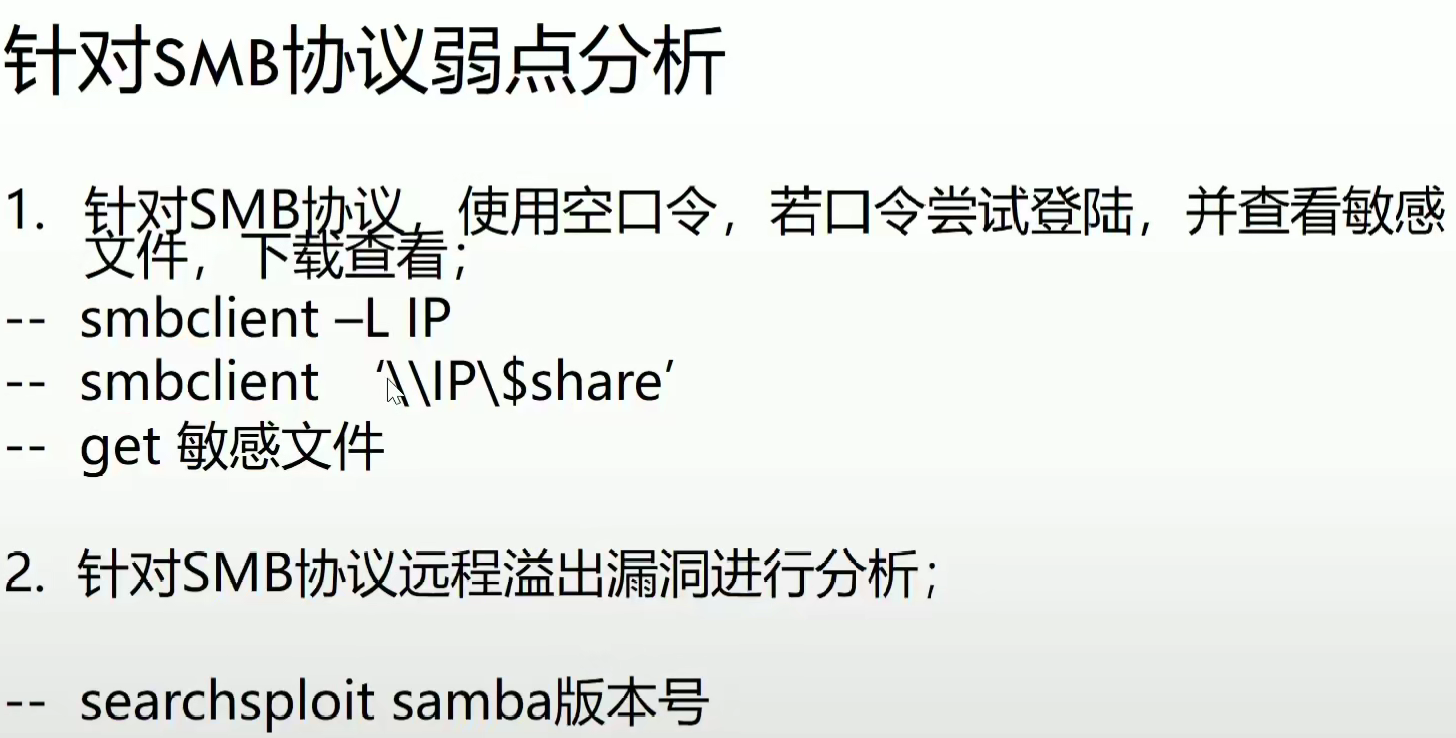 针对SMB协议弱点分析
1. 针对SMB协议，使用空口令，若口令尝试登陆，并查看敏感
文件，下载查看；
-- smbclient –L IP
-- smbclient ‘\\IP\$share’
-- get 敏感文件
2. 针对SMB协议远程溢出漏洞进行分析；
-- searchsploit samba版本号